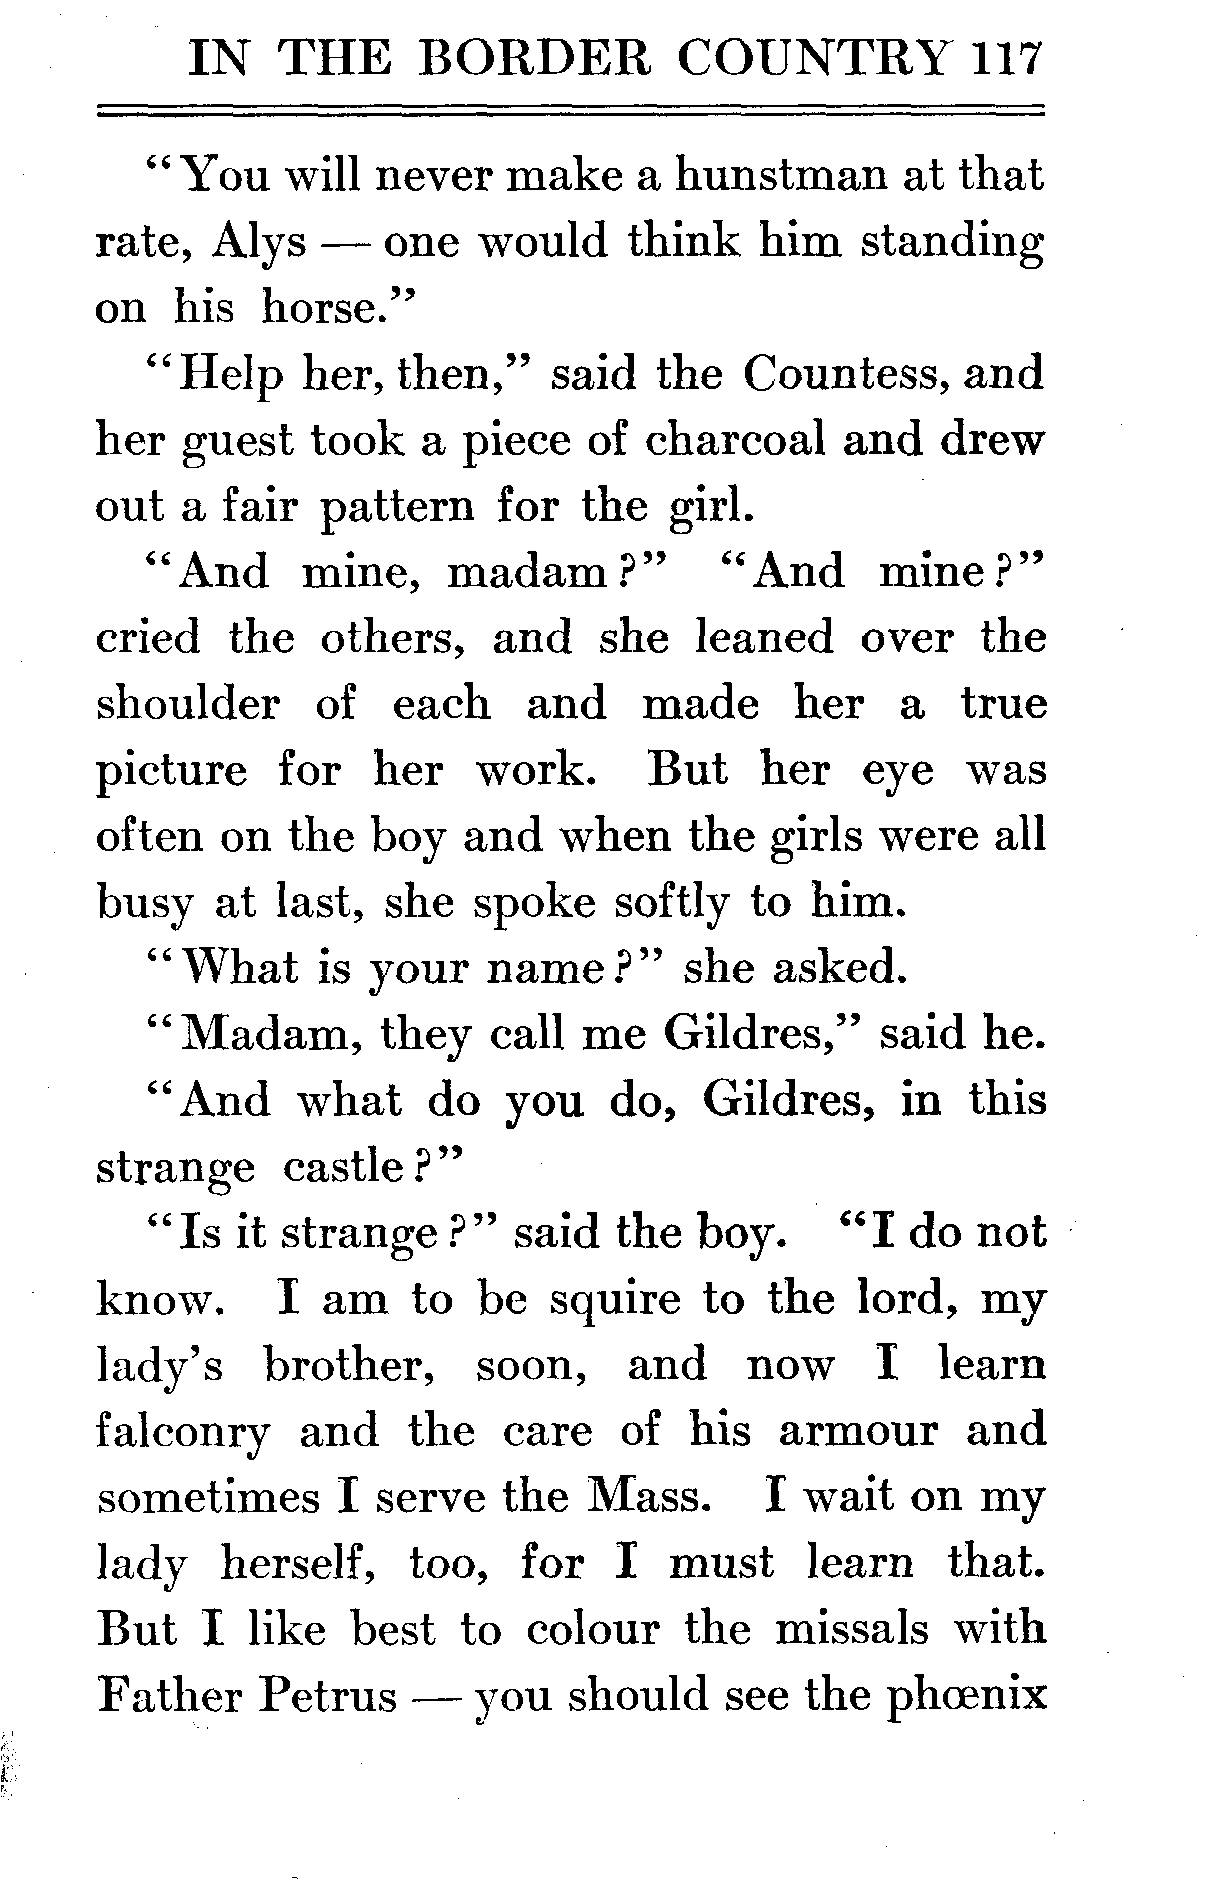 IN THE BORDER COUNTRY 117
"You will never make a hunstman at that
rate, Alys — one would think him standing
on his horse."
"Help her, then," said the Countess, and
her guest took a piece of charcoal and drew
out a fair pattern for the girl.
"And mine, madam?" "And mine?"
cried the others, and she leaned over the
shoulder of each and made her a true
picture for her work. But her eye was
often on the boy and when the girls were all
busy at last, she spoke softly to him.
"What is your name?" she asked.
"Madam, they call me Gildres," said he.
"And what do you do, Gildres, in this
strange castle?"
"Is it strange?" said the boy. "I do not
know. I am to be squire to the lord, my
lady's brother, soon, and now I learn
falconry and the care of his armour and
sometimes I serve the Mass. I wait on my
lady herself, too, for I must learn that.
But I like best to colour the missals with
Father Petrus — you should see the phœnix